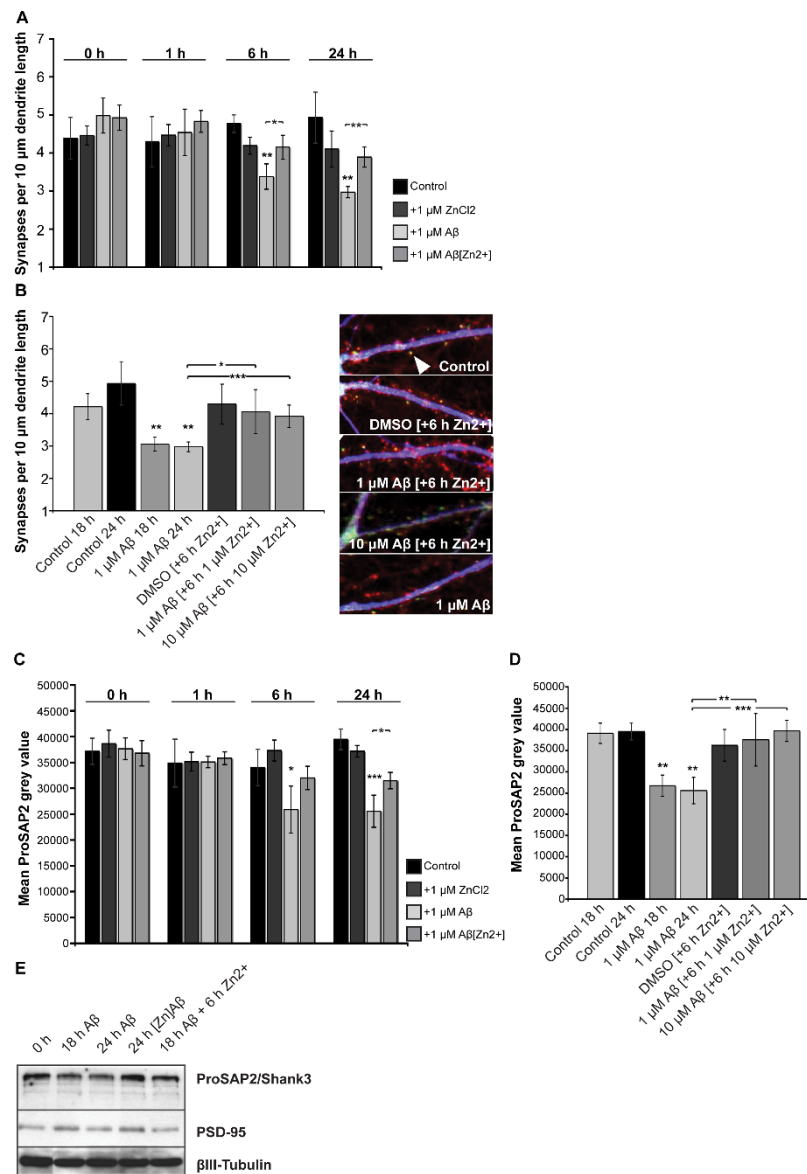 A
0 h 1 h 6 h 24 h
Synapses per 10 µm dendrite length
7
6
5
4
3
2
1
*
**
**
**
Control
+1 µM ZnCl2
+1 µM Aβ
+1 µM Aβ[Zn2+]
B
Synapses per 10 µm dendrite length
7
6
5
4
3
2
1
*
***
** **
Control 18 h
Control 24 h
1 µM Aβ 18 h
1 µM Aβ 24 h
DMSO [+6 h Zn2+]
1 µM Aβ [+6 h 1 µM Zn2+]
10 µM Aβ [+6 h 10 µM Zn2+]
Control
DMSO [+6 h Zn2+]
1 µM Aβ [+6 h Zn2+]
10 µM Aβ [+6 h Zn2+]
1 µM Aβ
C
0 h 1 h 6 h 24 h
Mean ProSAP2 grey value
50000
45000
40000
35000
30000
25000
20000
15000
10000
5000
0
*
*
***
Control
+1 µM ZnCl2
+1 µM Aβ
+1 µM Aβ[Zn2+]
D
Mean ProSAP2 grey value
50000
45000
40000
35000
30000
25000
20000
15000
10000
5000
0
**
***
** **
Control 18 h
Control 24 h
1 µM Aβ 18 h
1 µM Aβ 24 h
DMSO [+6 h Zn2+]
1 µM Aβ [+6 h 1 µM Zn2+]
10 µM Aβ [+6 h 10 µM Zn2+]
E
0 h
18 h Aβ
24 h Aβ
24 h [Zn]Aβ
18 h Aβ + 6 h Zn2+
ProSAP2/Shank3
PSD-95
βIII-Tubulin